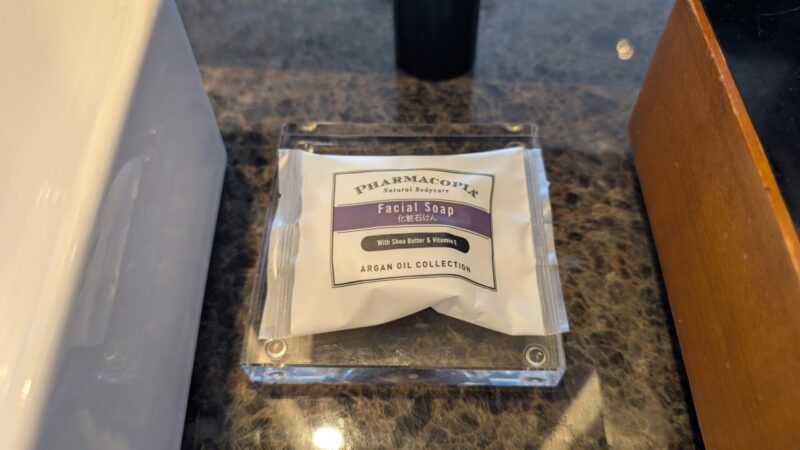 PHARMACOPIA
Natural Bodycare
Facial Soap
化粧石けん
With Shea Butter & Vitamin E
ARGAN OIL COLLECTION